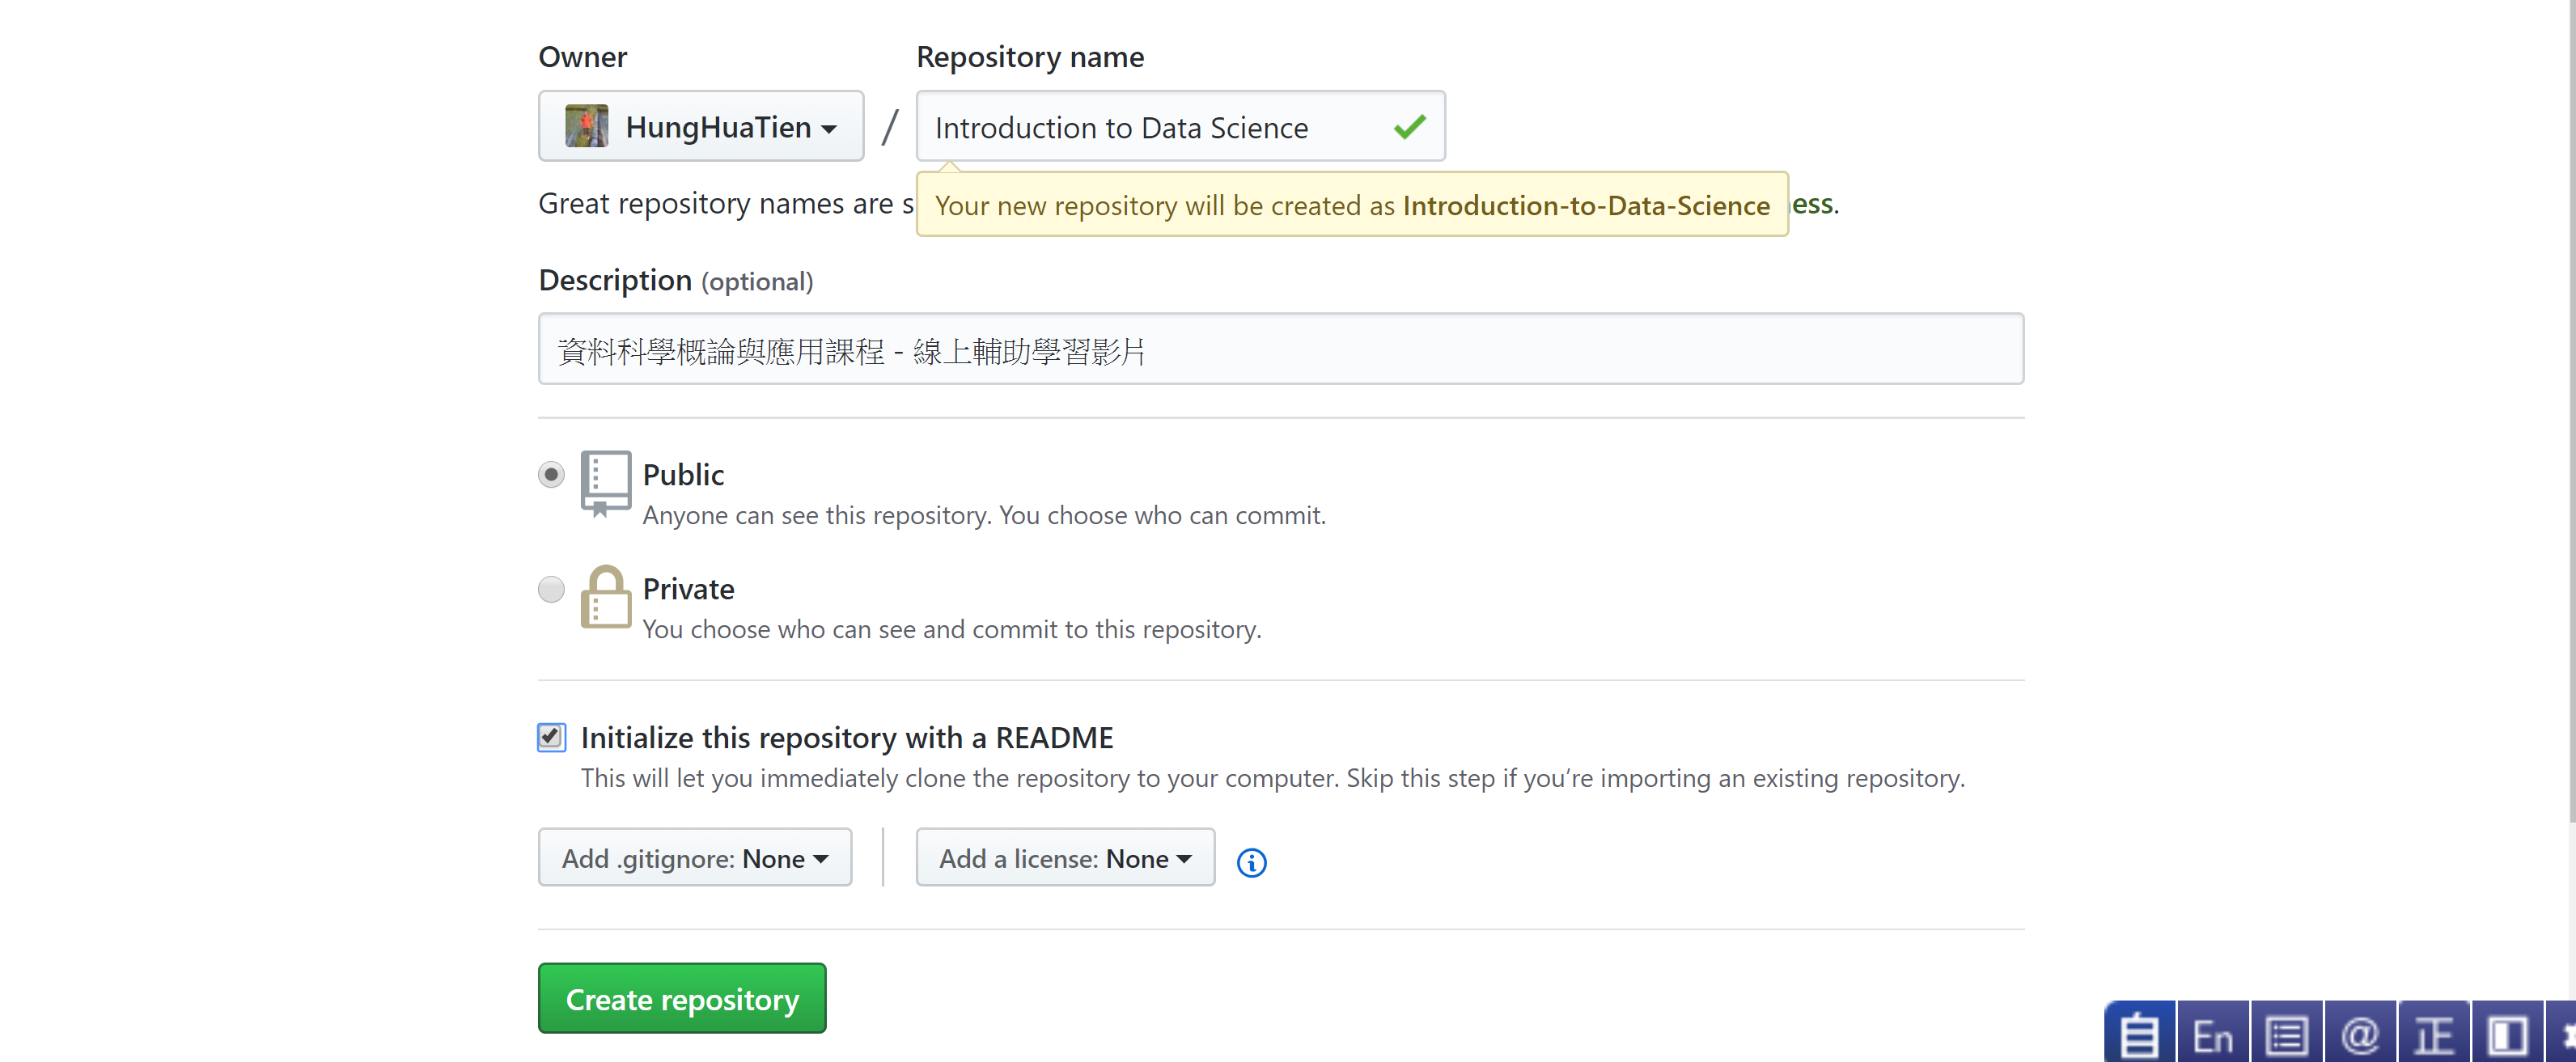 Owner
Repository name
HungHuaTien / Introduction to Data Science
Great repository names are s
Your new repository will be created as Introduction-to-Data-Science
ess.
Description (optional)
資料科學概論與應用課程 - 線上輔助學習影片
Public
Anyone can see this repository. You choose who can commit.
Private
You choose who can see and commit to this repository.
Initialize this repository with a README
This will let you immediately clone the repository to your computer. Skip this step if you’re importing an existing repository.
Add .gitignore: None
Add a license: None
Create repository
En @ 正